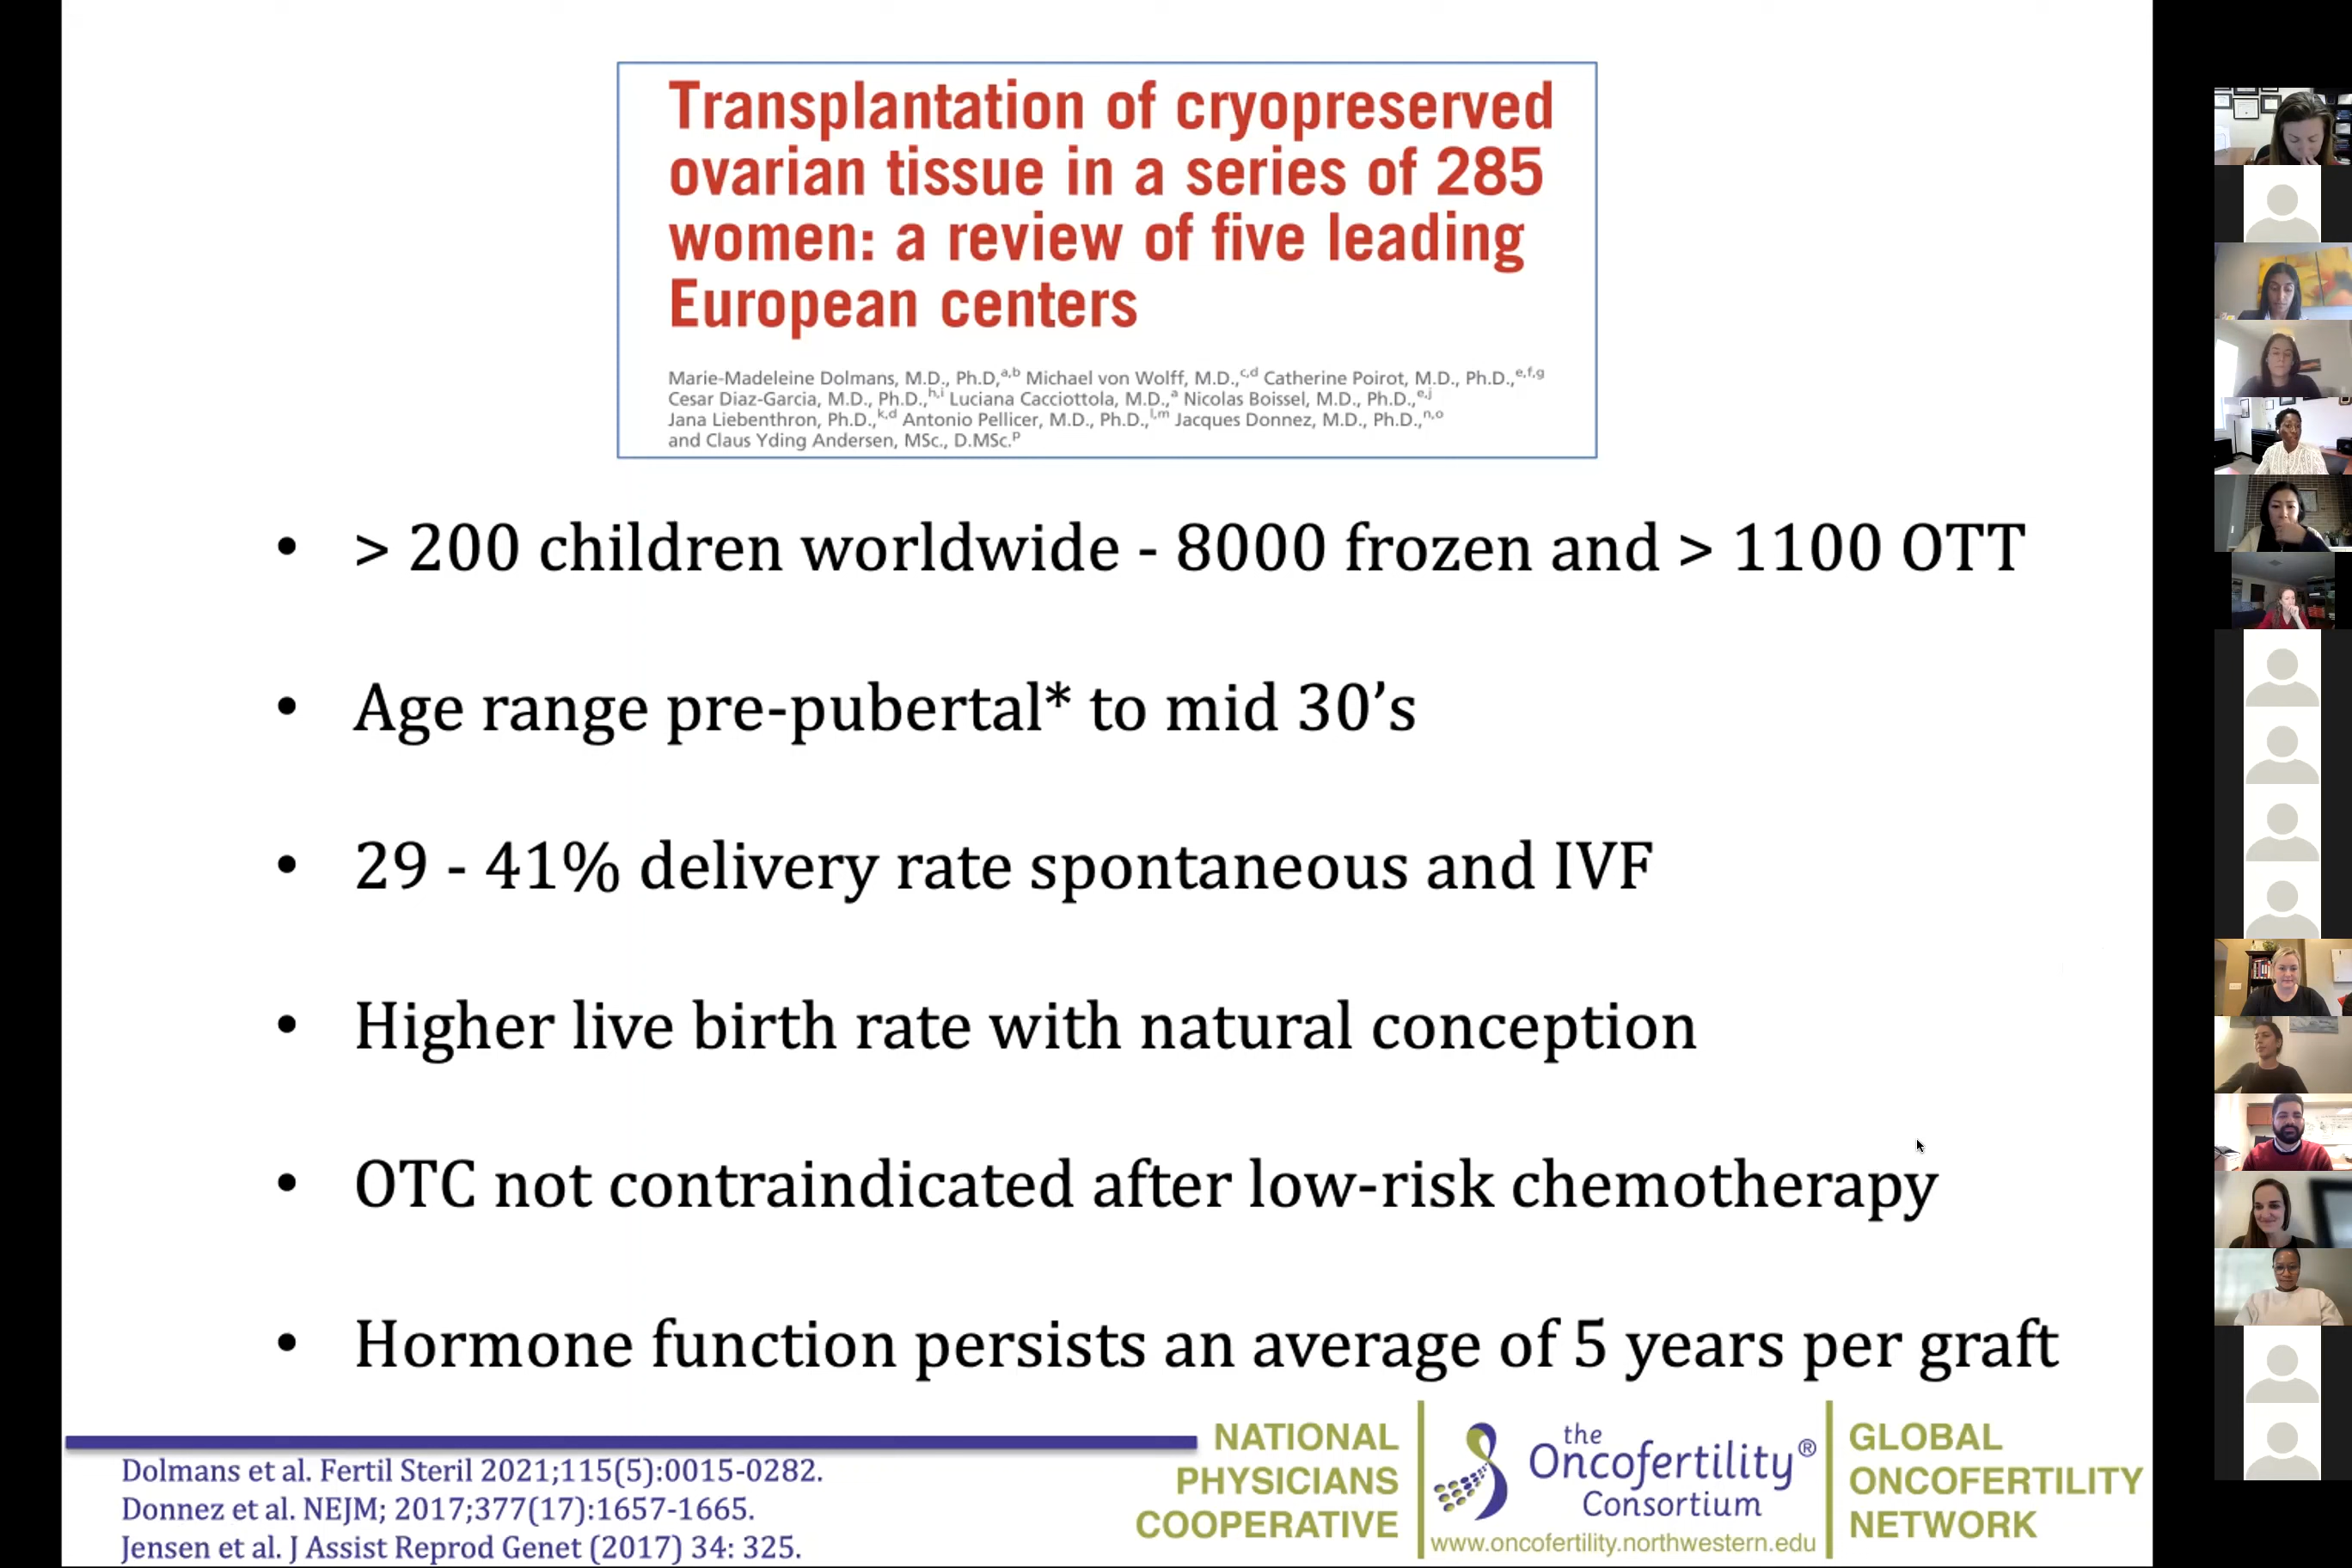 Transplantation of cryopreserved
ovarian tissue in a series of 285
women: a review of five leading
European centers
Marie-Madeleine Dolmans, M.D., Ph.D,a,b Michael von Wolff, M.D.,c,d Catherine Poirot, M.D., Ph.D.,e,f,g
Cesar Diaz-Garcia, M.D., Ph.D.,h,i Luciana Cacciottola, M.D.,a Nicolas Boissel, M.D., Ph.D.,e,j
Jana Liebenthron, Ph.D.,k,d Antonio Pellicer, M.D., Ph.D.,l,m Jacques Donnez, M.D., Ph.D.,n,o
and Claus Yding Andersen, MSc., D.MSc.p
• > 200 children worldwide - 8000 frozen and > 1100 OTT
• Age range pre-pubertal* to mid 30’s
• 29 - 41% delivery rate spontaneous and IVF
• Higher live birth rate with natural conception
• OTC not contraindicated after low-risk chemotherapy
• Hormone function persists an average of 5 years per graft
Dolmans et al. Fertil Steril 2021;115(5):0015-0282.
Donnez et al. NEJM; 2017;377(17):1657-1665.
Jensen et al. J Assist Reprod Genet (2017) 34: 325.
NATIONAL
PHYSICIANS
COOPERATIVE
the
Oncofertility®
Consortium
www.oncofertility.northwestern.edu
GLOBAL
ONCOFERTILITY
NETWORK